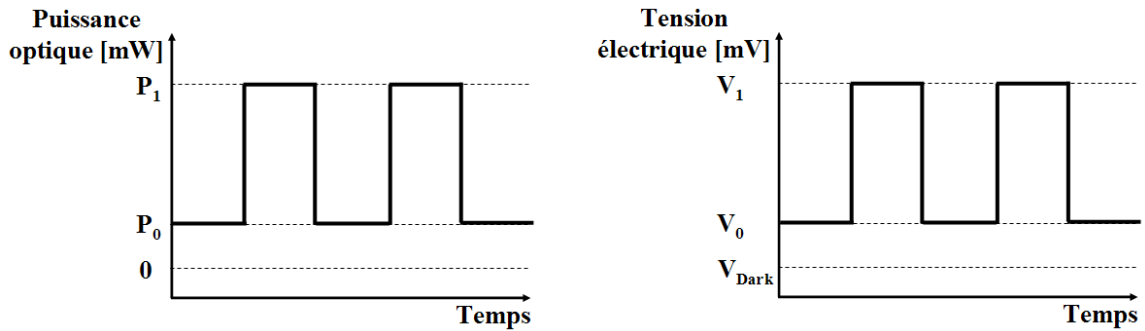 Puissance
optique [mW]
P1
P0
0
Temps
Tension
électrique [mV]
V1
V0
VDark
Temps